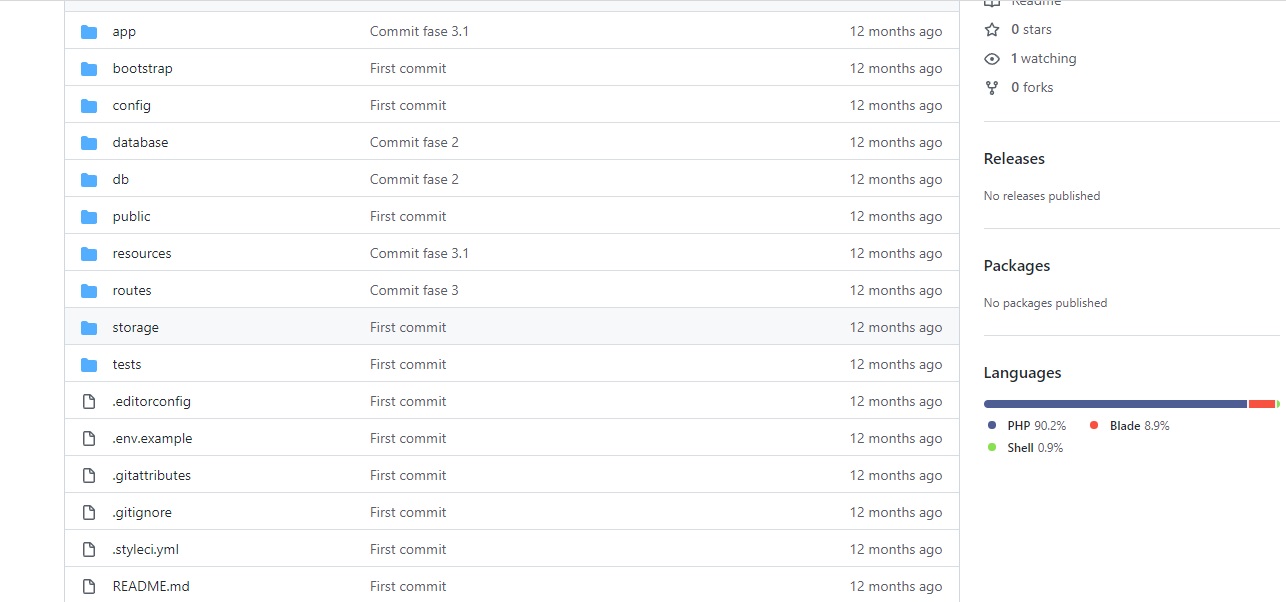 app Commit fase 3.1 12 months ago
bootstrap First commit 12 months ago
config First commit 12 months ago
database Commit fase 2 12 months ago
db Commit fase 2 12 months ago
public First commit 12 months ago
resources Commit fase 3.1 12 months ago
routes Commit fase 3 12 months ago
storage First commit 12 months ago
tests First commit 12 months ago
.editorconfig First commit 12 months ago
.env.example First commit 12 months ago
.gitattributes First commit 12 months ago
.gitignore First commit 12 months ago
.styleci.yml First commit 12 months ago
README.md First commit 12 months ago
Readme
0 stars
1 watching
0 forks
Releases
No releases published
Packages
No packages published
Languages
PHP 90.2% Blade 8.9%
Shell 0.9%